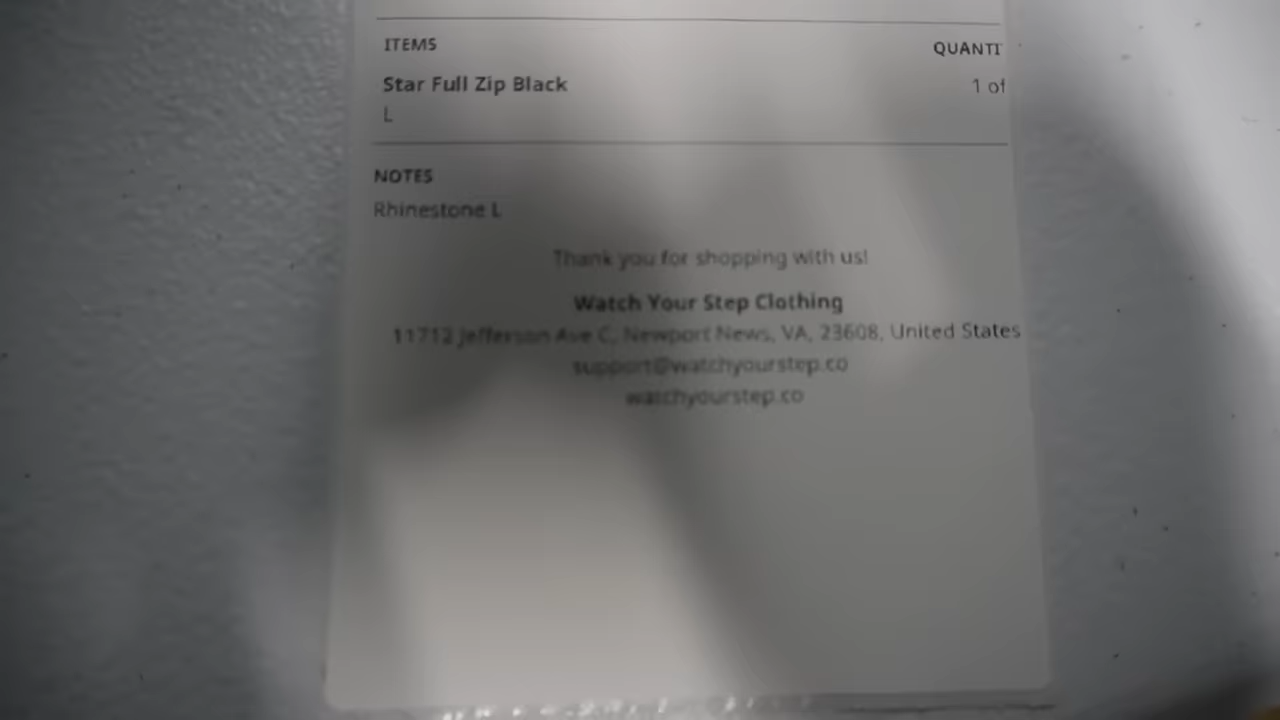 ITEMS
QUANTI
Star Full Zip Black
1 of
L
NOTES
Rhinestone L
Thank you for shopping with us!
Watch Your Step Clothing
11712 Jefferson Ave C, Newport News, VA, 23608, United States
support@watchyourstep.co
watchyourstep.co